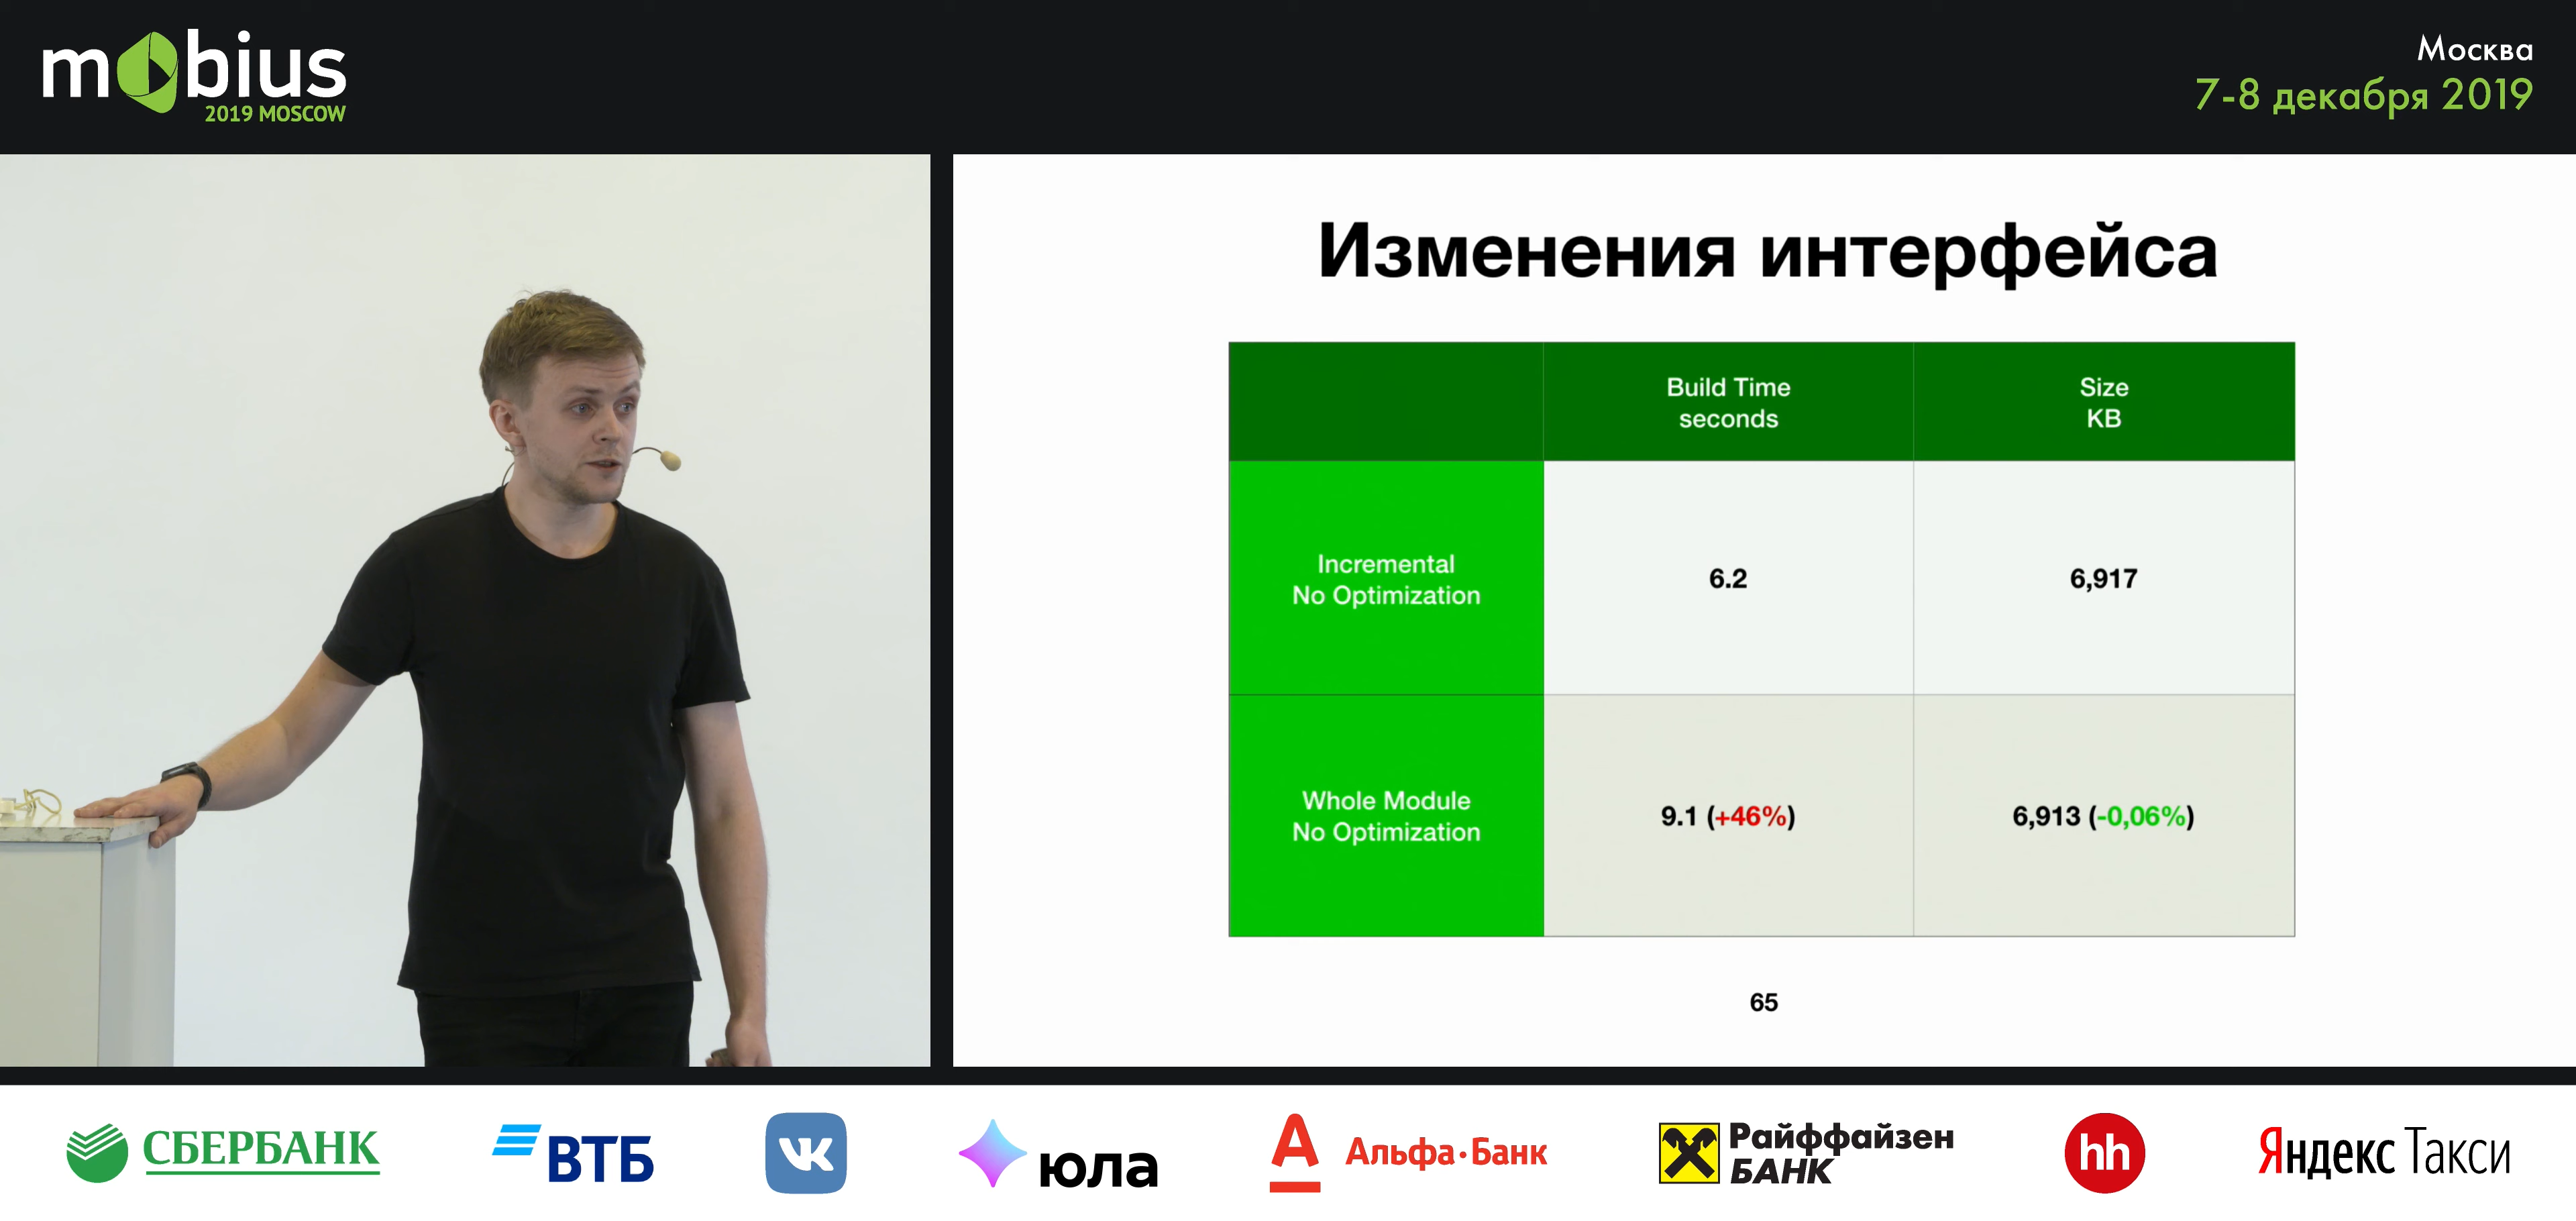 mobius
2019 MOSCOW
Москва
7-8 декабря 2019
Изменения интерфейса
Build Time
seconds
Size
KB
Incremental
No Optimization
6.2
6,917
Whole Module
No Optimization
9.1 (+46%)
6,913 (-0,06%)
65
СБЕРБАНК
ВТБ
VK
юла
Альфа·Банк
Райффайзен
БАНК
hh
Яндекс Такси